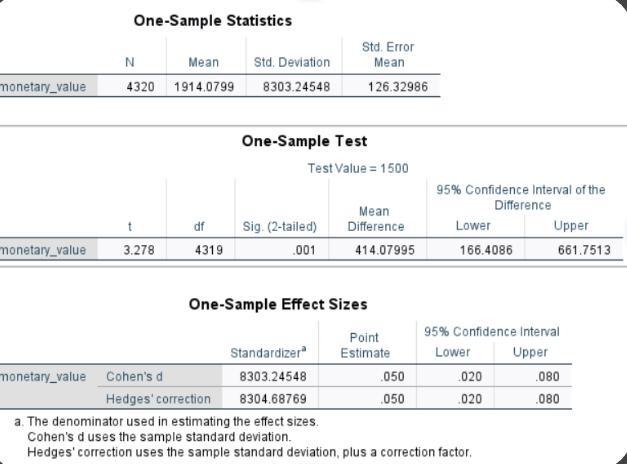 One-Sample Statistics
N Mean Std. Deviation Std. Error Mean
monetary_value 4320 1914.0799 8303.24548 126.32986
One-Sample Test
Test Value = 1500
t df Sig. (2-tailed) Mean Difference 95% Confidence Interval of the Difference
Lower Upper
monetary_value 3.278 4319 .001 414.07995 166.4086 661.7513
One-Sample Effect Sizes
Standardizerᵃ Point Estimate 95% Confidence Interval
Lower Upper
monetary_value Cohen's d 8303.24548 .050 .020 .080
Hedges' correction 8304.68769 .050 .020 .080
a. The denominator used in estimating the effect sizes.
Cohen's d uses the sample standard deviation.
Hedges' correction uses the sample standard deviation, plus a correction factor.